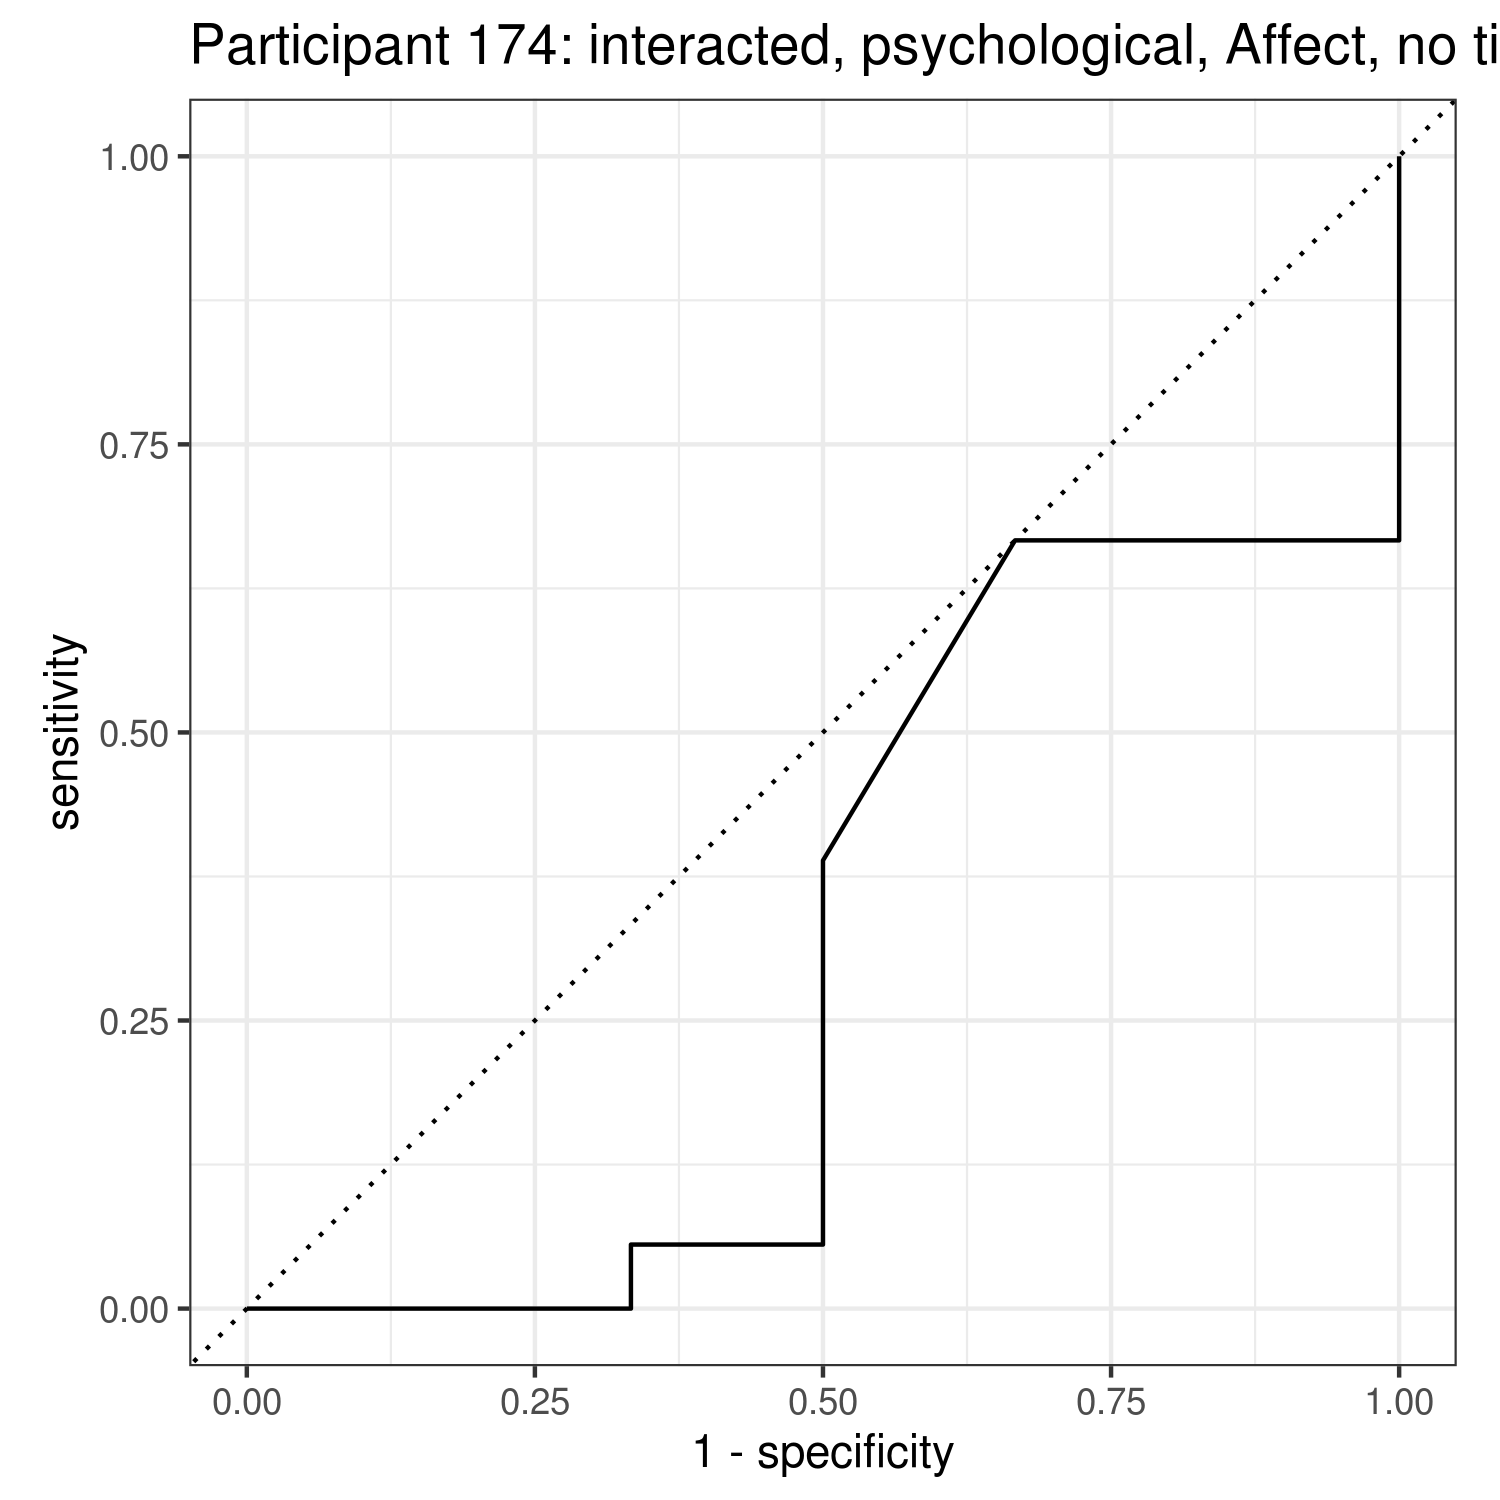 Participant 174: interacted, psychological, Affect, no ti
1.00
0.75
0.50
0.25
0.00
sensitivity
0.00 0.25 0.50 0.75 1.00
1 - specificity